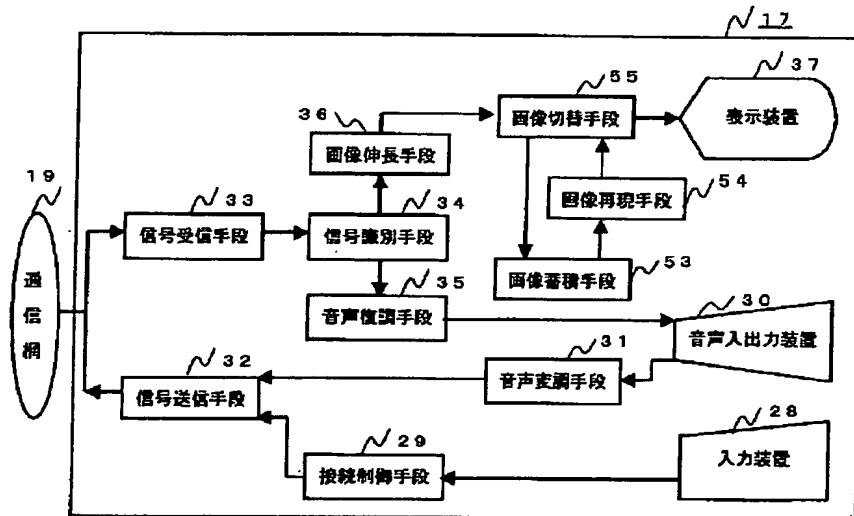 17
55
37
画像切替手段
表示装置
36
画像伸長手段
54
画像再現手段
19
33
34
信号受信手段
信号識別手段
53
画像蓄積手段
通信網
35
音声復調手段
30
音声入出力装置
31
音声変調手段
32
信号送信手段
28
入力装置
29
接続制御手段